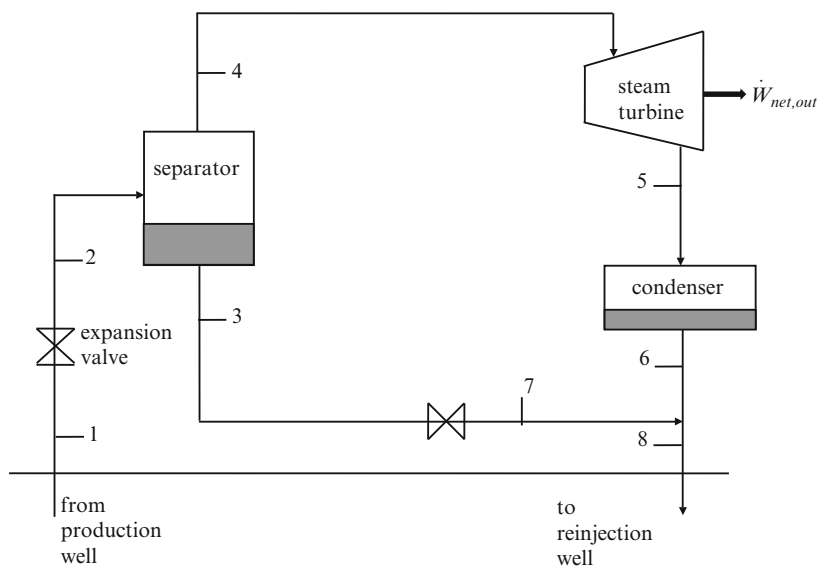 4
steam
turbine
Ẇnet,out
separator
5
2
condenser
3
expansion
valve
6
7
1
8
from
production
well
to
reinjection
well